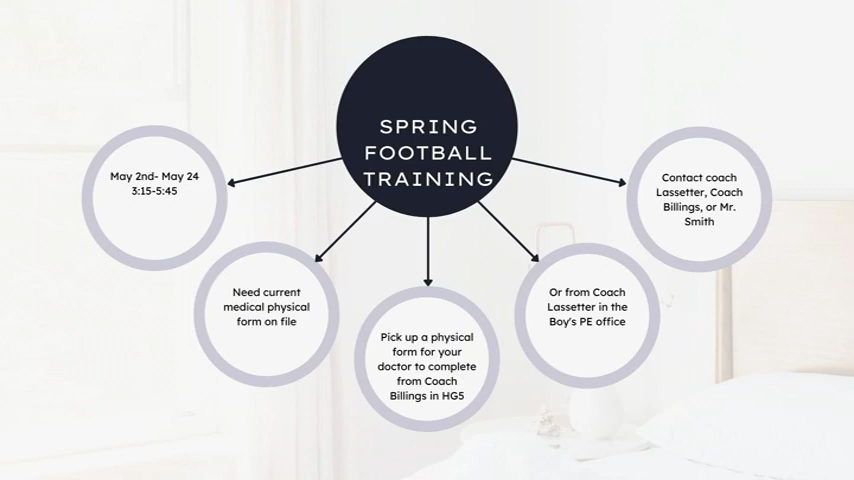 SPRING
FOOTBALL
TRAINING
May 2nd- May 24
3:15-5:45
Need current
medical physical
form on file
Pick up a physical
form for your
doctor to complete
from Coach
Billings in HG5
Or from Coach
Lassetter in the
Boy's PE office
Contact coach
Lassetter, Coach
Billings, or Mr.
Smith